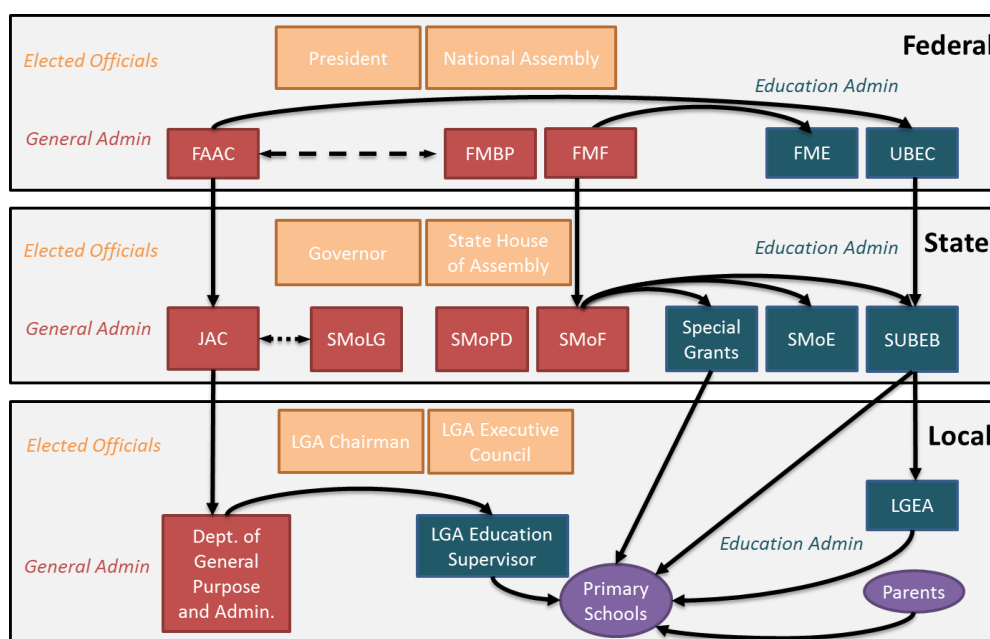 Federal
Elected Officials
President
National Assembly
Education Admin
General Admin
FAAC
FMBP
FMF
FME
UBEC
State
Elected Officials
Governor
State House
of Assembly
Education Admin
General Admin
JAC
SMoLG
SMoPD
SMoF
Special
Grants
SMoE
SUBEB
Local
Elected Officials
LGA Chairman
LGA Executive
Council
LGEA
Education Admin
General Admin
Dept. of
General
Purpose
and Admin.
LGA Education
Supervisor
Primary
Schools
Parents